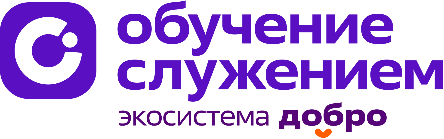 обучение
служением
экосистема добро